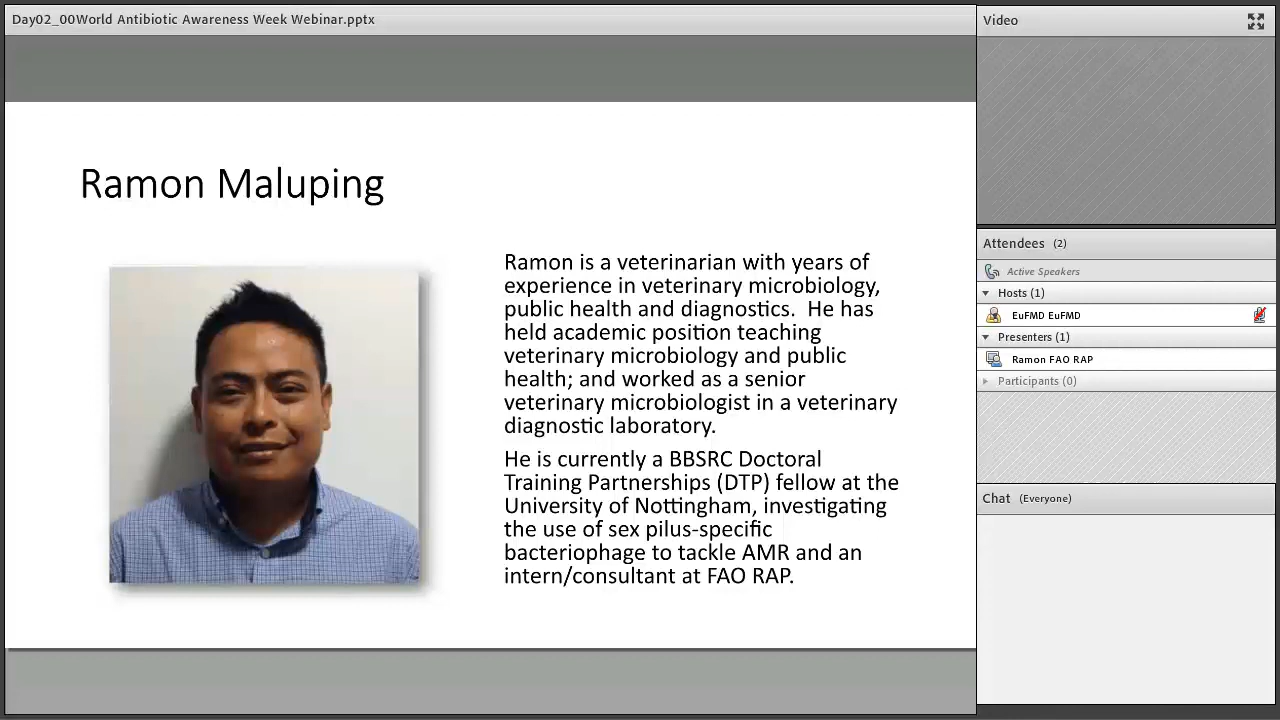 Day02_00World Antibiotic Awareness Week Webinar.pptx
Ramon Maluping
Ramon is a veterinarian with years of
experience in veterinary microbiology,
public health and diagnostics.  He has
held academic position teaching
veterinary microbiology and public
health; and worked as a senior
veterinary microbiologist in a veterinary
diagnostic laboratory.
He is currently a BBSRC Doctoral
Training Partnerships (DTP) fellow at the
University of Nottingham, investigating
the use of sex pilus-specific
bacteriophage to tackle AMR and an
intern/consultant at FAO RAP.
Video
Attendees (2)
Active Speakers
Hosts (1)
EuFMD EuFMD
Presenters (1)
Ramon FAO RAP
Participants (0)
Chat (Everyone)